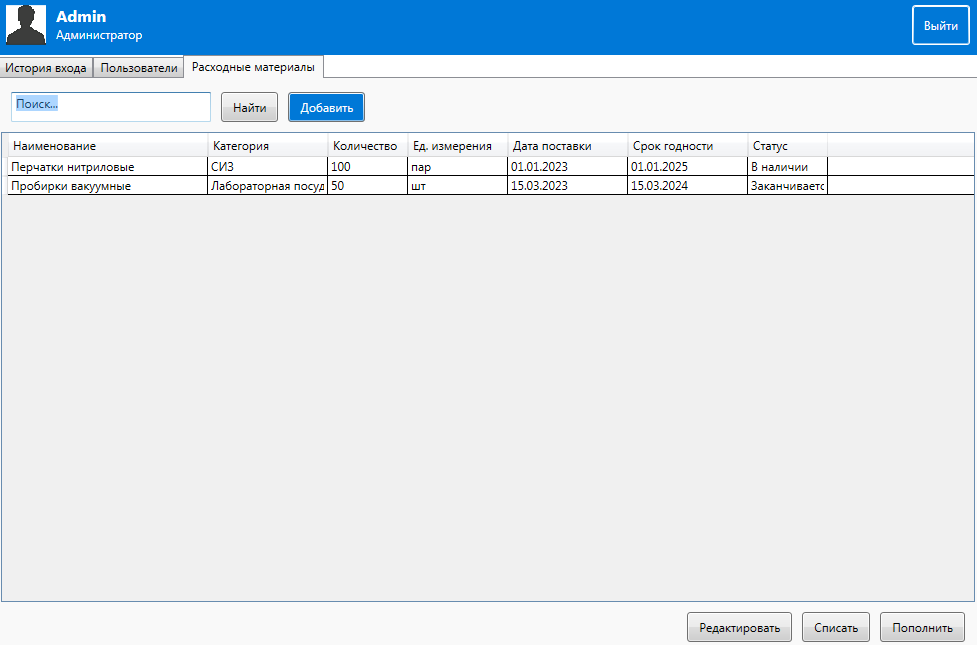 Admin
Администратор
Выйти
История входа Пользователи Расходные материалы
Поиск... Найти Добавить
Наименование Категория Количество Ед. измерения Дата поставки Срок годности Статус
Перчатки нитриловые СИЗ 100 пар 01.01.2023 01.01.2025 В наличии
Пробирки вакуумные Лабораторная посуд 50 шт 15.03.2023 15.03.2024 Заканчиваетс
Редактировать Списать Пополнить